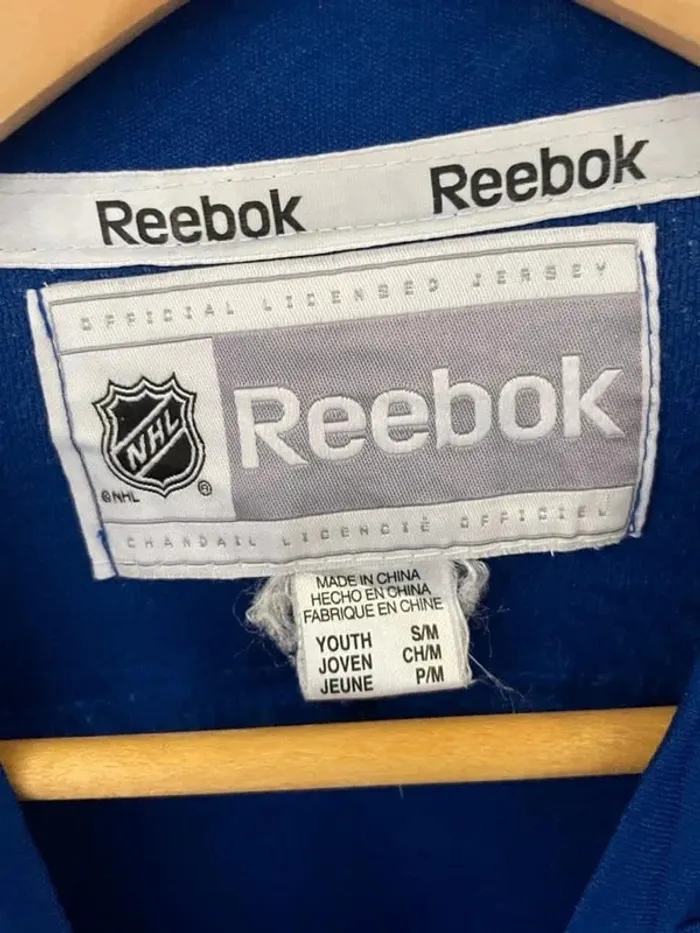 Reebok Reebok
OFFICIAL LICENSED JERSEY
NHL
Reebok
©NHL ®
CHANDAIL LICENCIÉ OFFICIEL
MADE IN CHINA
HECHO EN CHINA
FABRIQUE EN CHINE
YOUTH S/M
JOVEN CH/M
JEUNE P/M